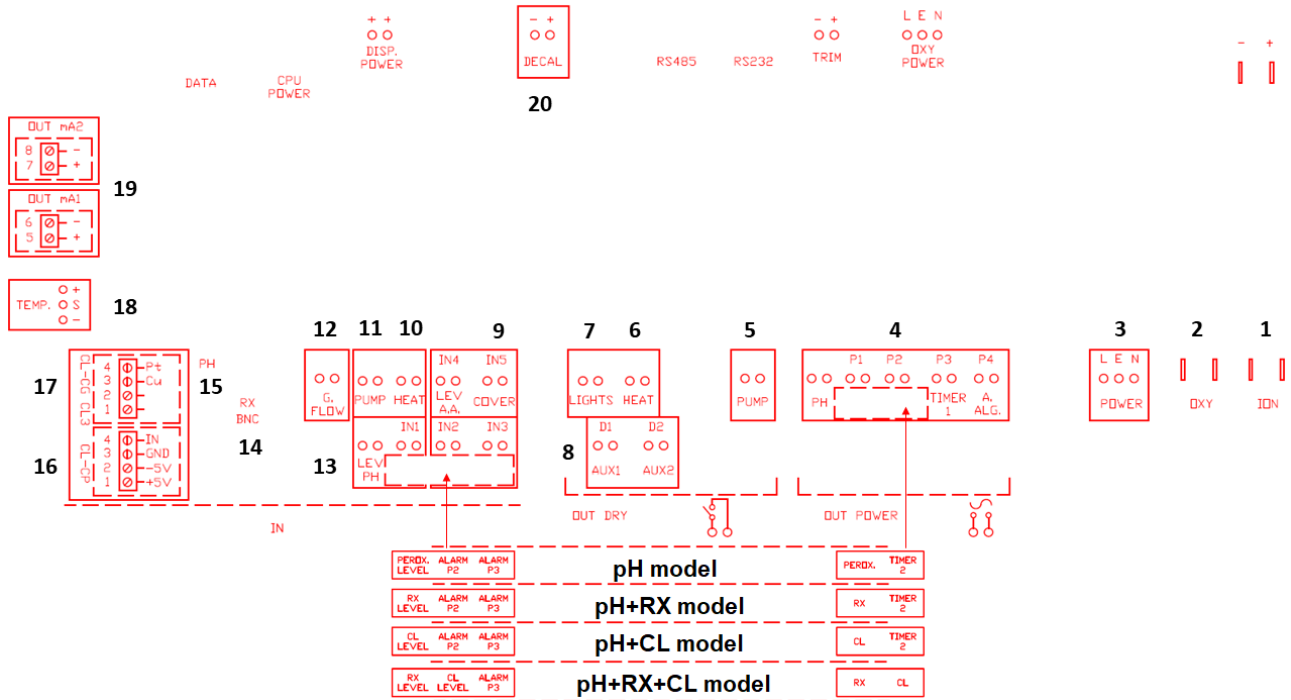 + +
DISP.
POWER
- +
DECAL
20
RS485
RS232
- +
TRIM
L E N
OXY
POWER
- +
DATA
CPU
POWER
OUT mA2
8 -
7 +
19
OUT mA1
6 -
5 +
TEMP.
+
S
-
18
17
CL-CG CL3
4 Pt
3 Cu
2
1
PH
15
RX
BNC
14
16
CL-CP
4 IN
3 GND
2 -5V
1 +5V
12
G.
FLOW
11
PUMP
10
HEAT
9
IN4
LEV
A.A.
IN5
COVER
13
LEV
PH
IN1
IN2
IN3
IN
7
LIGHTS
6
HEAT
8
D1
AUX1
D2
AUX2
5
PUMP
OUT DRY
4
P1 P2 P3 P4
PH
TIMER
1
A.
ALG.
OUT POWER
3
L E N
POWER
2
OXY
1
ION
PEROX. ALARM ALARM
LEVEL P2 P3
pH model
PEROX. TIMER
2
RX ALARM ALARM
LEVEL P2 P3
pH+RX model
RX TIMER
2
CL ALARM ALARM
LEVEL P2 P3
pH+CL model
CL TIMER
2
RX CL ALARM
LEVEL LEVEL P3
pH+RX+CL model
RX CL